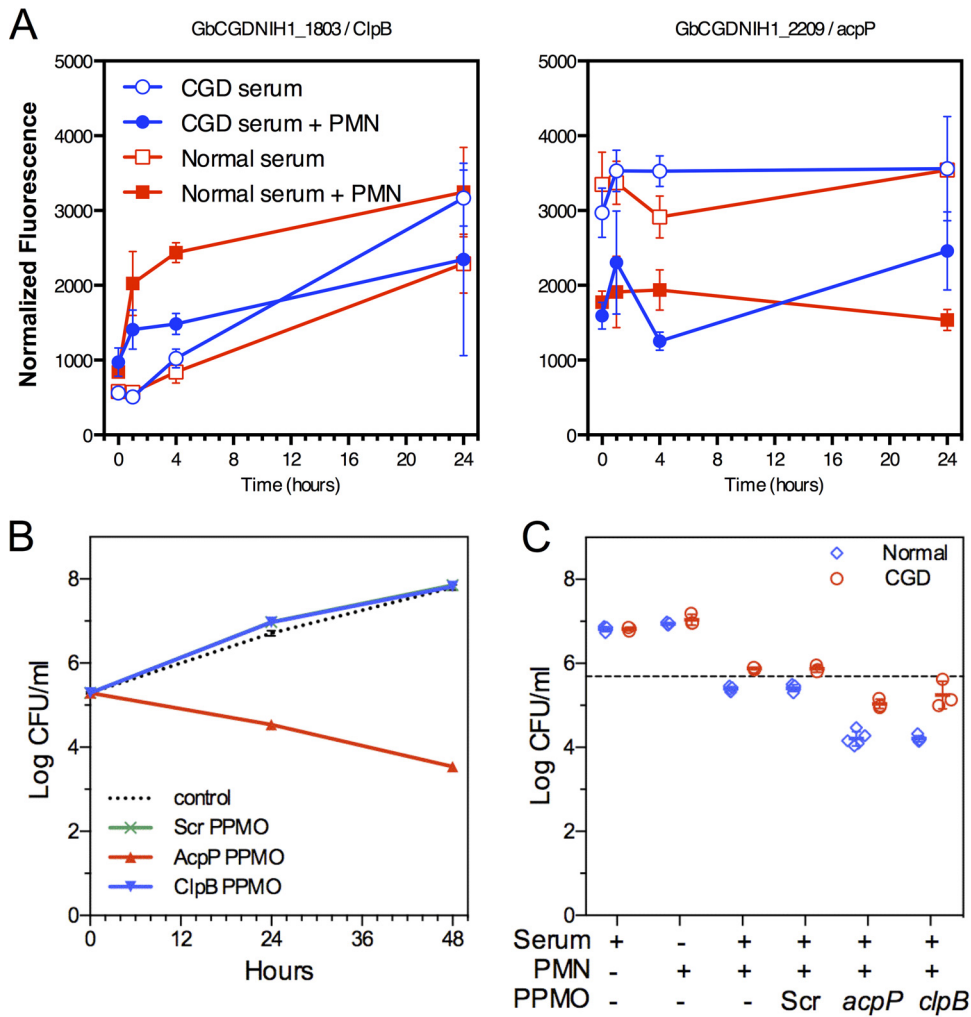 A
GbCGDNIH1_1803 / ClpB
GbCGDNIH1_2209 / acpP
Normalized Fluorescence
5000
4000
3000
2000
1000
0
CGD serum
CGD serum + PMN
Normal serum
Normal serum + PMN
0 4 8 12 16 20 24
Time (hours)
5000
4000
3000
2000
1000
0
0 4 8 12 16 20 24
Time (hours)
B
Log CFU/ml
8
6
4
2
0
control
Scr PPMO
AcpP PPMO
ClpB PPMO
0 12 24 36 48
Hours
C
Log CFU/ml
8
6
4
2
0
Normal
CGD
Serum + - + + + +
PMN - + + + + +
PPMO - - - Scr acpP clpB